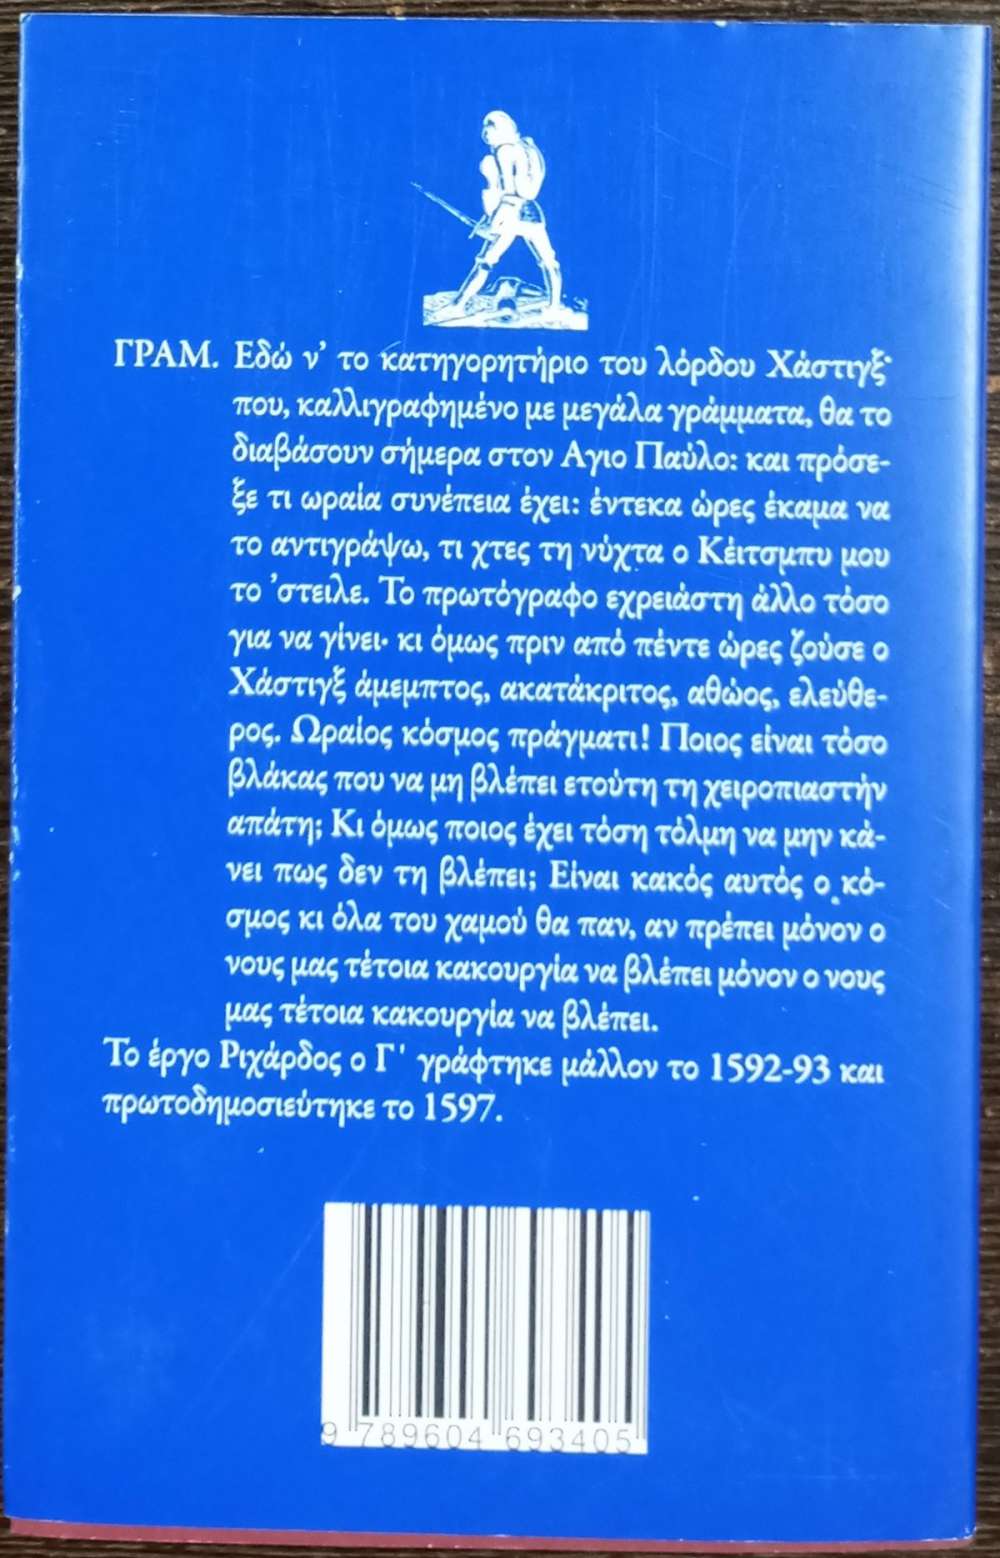 ΓΡΑΜ. Εδώ ν' το κατηγορητήριο του λόρδου Χάστιγξ·
που, καλλιγραφημένο με μεγάλα γράμματα, θα το
διαβάσουν σήμερα στον Αγιο Παύλο: και πρόσε-
ξε τι ωραία συνέπεια έχει: έντεκα ώρες έκαμα να
το αντιγράψω, τι χτες τη νύχτα ο Κέιτσμπυ μου
το 'στειλε. Το πρωτόγραφο εχρειάστη άλλο τόσο
για να γίνει· κι όμως πριν από πέντε ώρες ζούσε ο
Χάστιγξ άμεμπτος, ακατάκριτος, αθώος, ελεύθε-
ρος. Ωραίος κόσμος πράγματι! Ποιος είναι τόσο
βλάκας που να μη βλέπει ετούτη τη χειροπιαστήν
απάτη; Κι όμως ποιος έχει τόση τόλμη να μην κά-
νει πως δεν τη βλέπει; Είναι κακός αυτός ο κό-
σμος κι όλα του χαμού θα παν, αν πρέπει μόνον ο
νους μας τέτοια κακουργία να βλέπει μόνον ο νους
μας τέτοια κακουργία να βλέπει.
Το έργο Ριχάρδος ο Γ' γράφτηκε μάλλον το 1592-93 και
πρωτοδημοσιεύτηκε το 1597.
9 789604 693405